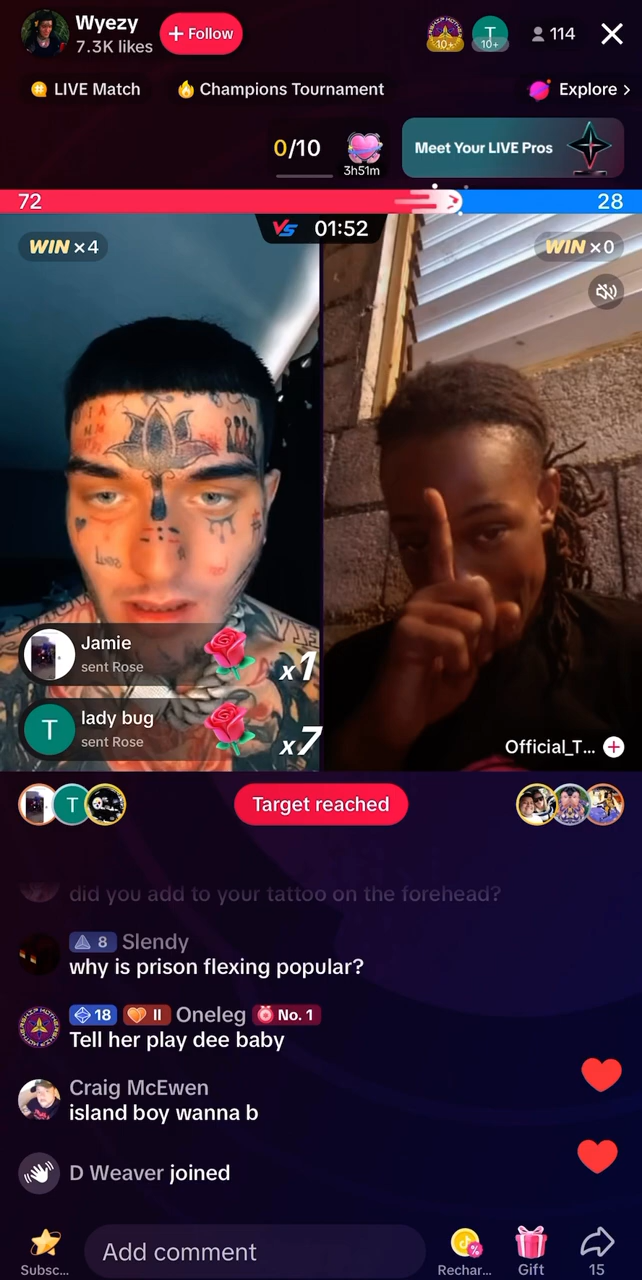 Wyezy
7.3K likes
+ Follow
10+
T
10+
114
LIVE Match
Champions Tournament
Explore >
0/10
3h51m
Meet Your LIVE Pros
72
28
VS 01:52
WIN ×4
WIN ×0
Jamie
sent Rose
x1
T
lady bug
sent Rose
x7
Official_T...
T
Target reached
did you add to your tattoo on the forehead?
8 Slendy
why is prison flexing popular?
18 II Oneleg No. 1
Tell her play dee baby
Craig McEwen
island boy wanna b
D Weaver joined
Subsc...
Add comment
Rechar...
Gift
15